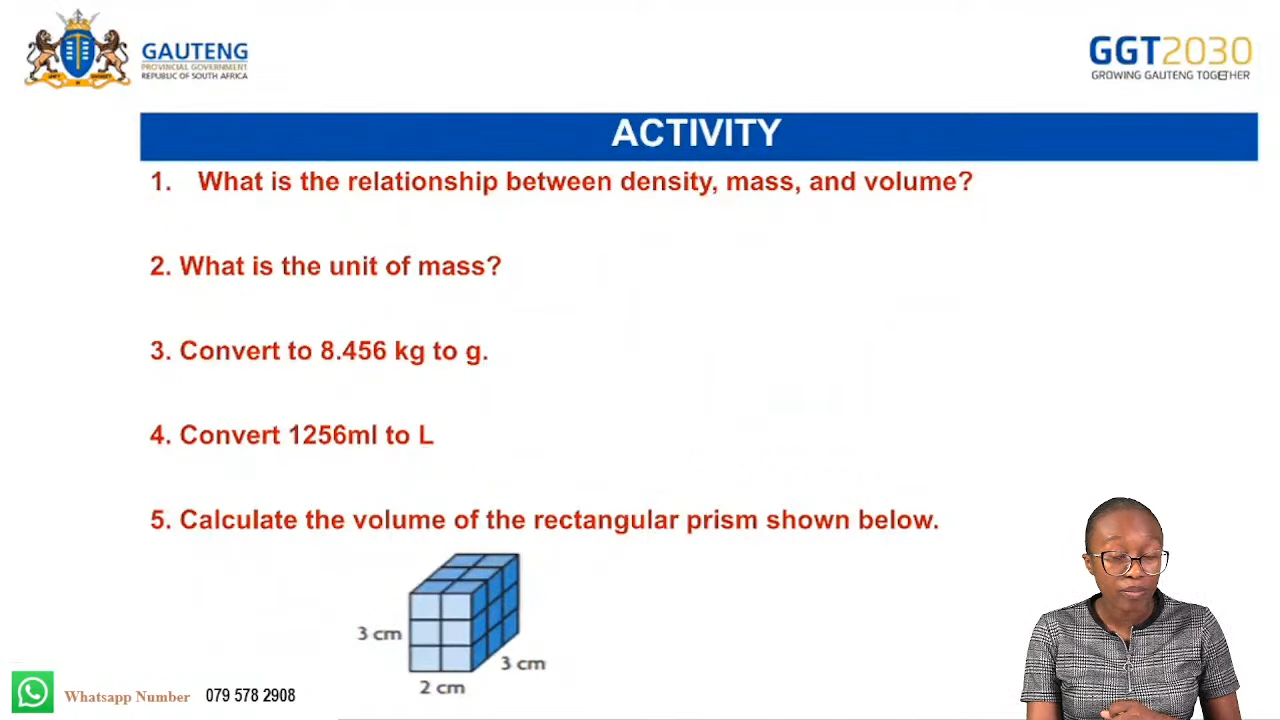 GAUTENG
PROVINCIAL GOVERNMENT
REPUBLIC OF SOUTH AFRICA
GGT2030
GROWING GAUTENG TOGETHER
ACTIVITY
1. What is the relationship between density, mass, and volume?
2. What is the unit of mass?
3. Convert to 8.456 kg to g.
4. Convert 1256ml to L
5. Calculate the volume of the rectangular prism shown below.
3 cm
3 cm
2 cm
Whatsapp Number 079 578 2908